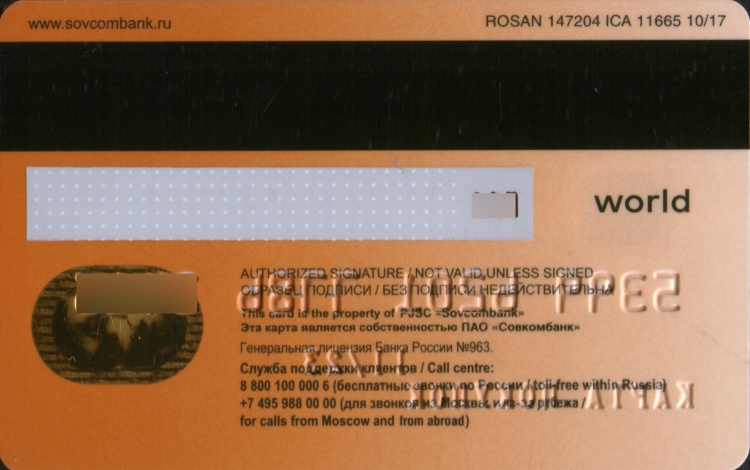 www.sovcombank.ru
ROSAN 147204 ICA 11665 10/17
world
AUTHORIZED SIGNATURE / NOT VALID UNLESS SIGNED
ОБРАЗЕЦ ПОДПИСИ / БЕЗ ПОДПИСИ НЕДЕЙСТВИТЕЛЬНА
This card is the property of PJSC «Sovcombank»
Эта карта является собственностью ПАО «Совкомбанк»
Генеральная лицензия Банка России №963.
Служба поддержки клиентов / Call centre:
8 800 100 000 6 (бесплатные звонки по России / toll-free within Russia)
+7 495 988 00 00 (для звонков из Москвы и из-за рубежа /
for calls from Moscow and from abroad)